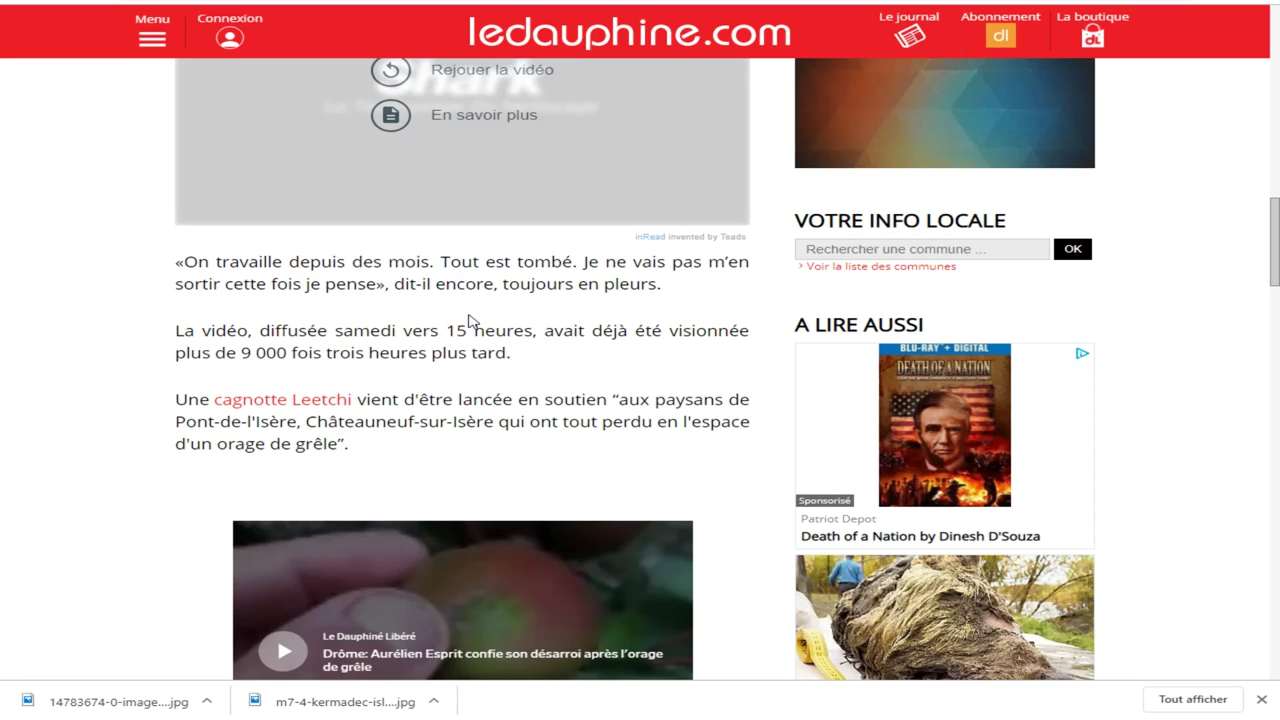 Menu
Connexion
ledauphine.com
Le journal
Abonnement
dl
La boutique
dL
Rejouer la vidéo
En savoir plus
inRead invented by Teads
«On travaille depuis des mois. Tout est tombé. Je ne vais pas m’en
sortir cette fois je pense», dit-il encore, toujours en pleurs.
La vidéo, diffusée samedi vers 15 heures, avait déjà été visionnée
plus de 9 000 fois trois heures plus tard.
Une cagnotte Leetchi vient d'être lancée en soutien “aux paysans de
Pont-de-l'Isère, Châteauneuf-sur-Isère qui ont tout perdu en l'espace
d'un orage de grêle”.
Le Dauphiné Libéré
Drôme: Aurélien Esprit confie son désarroi après l’orage
de grêle
VOTRE INFO LOCALE
Rechercher une commune ...
OK
> Voir la liste des communes
A LIRE AUSSI
BLU-RAY + DIGITAL
DEATH OF A NATION
Sponsorisé
Patriot Depot
Death of a Nation by Dinesh D'Souza
14783674-0-image....jpg
m7-4-kermadec-isl....jpg
Tout afficher